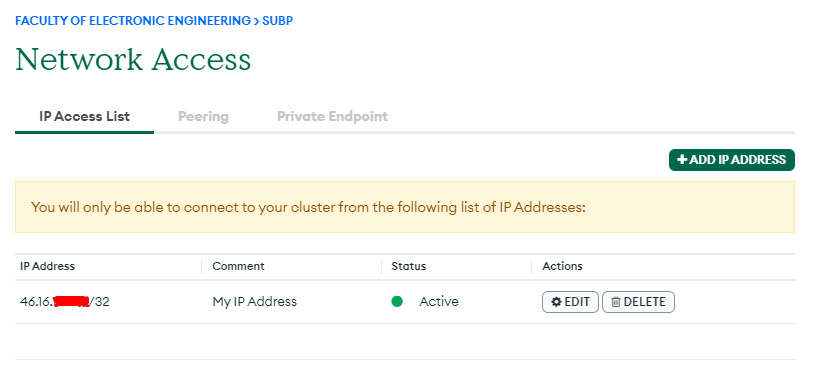 FACULTY OF ELECTRONIC ENGINEERING > SUBP
Network Access
IP Access List Peering Private Endpoint
+ ADD IP ADDRESS
You will only be able to connect to your cluster from the following list of IP Addresses:
IP Address Comment Status Actions
46.16. /32 My IP Address Active EDIT DELETE